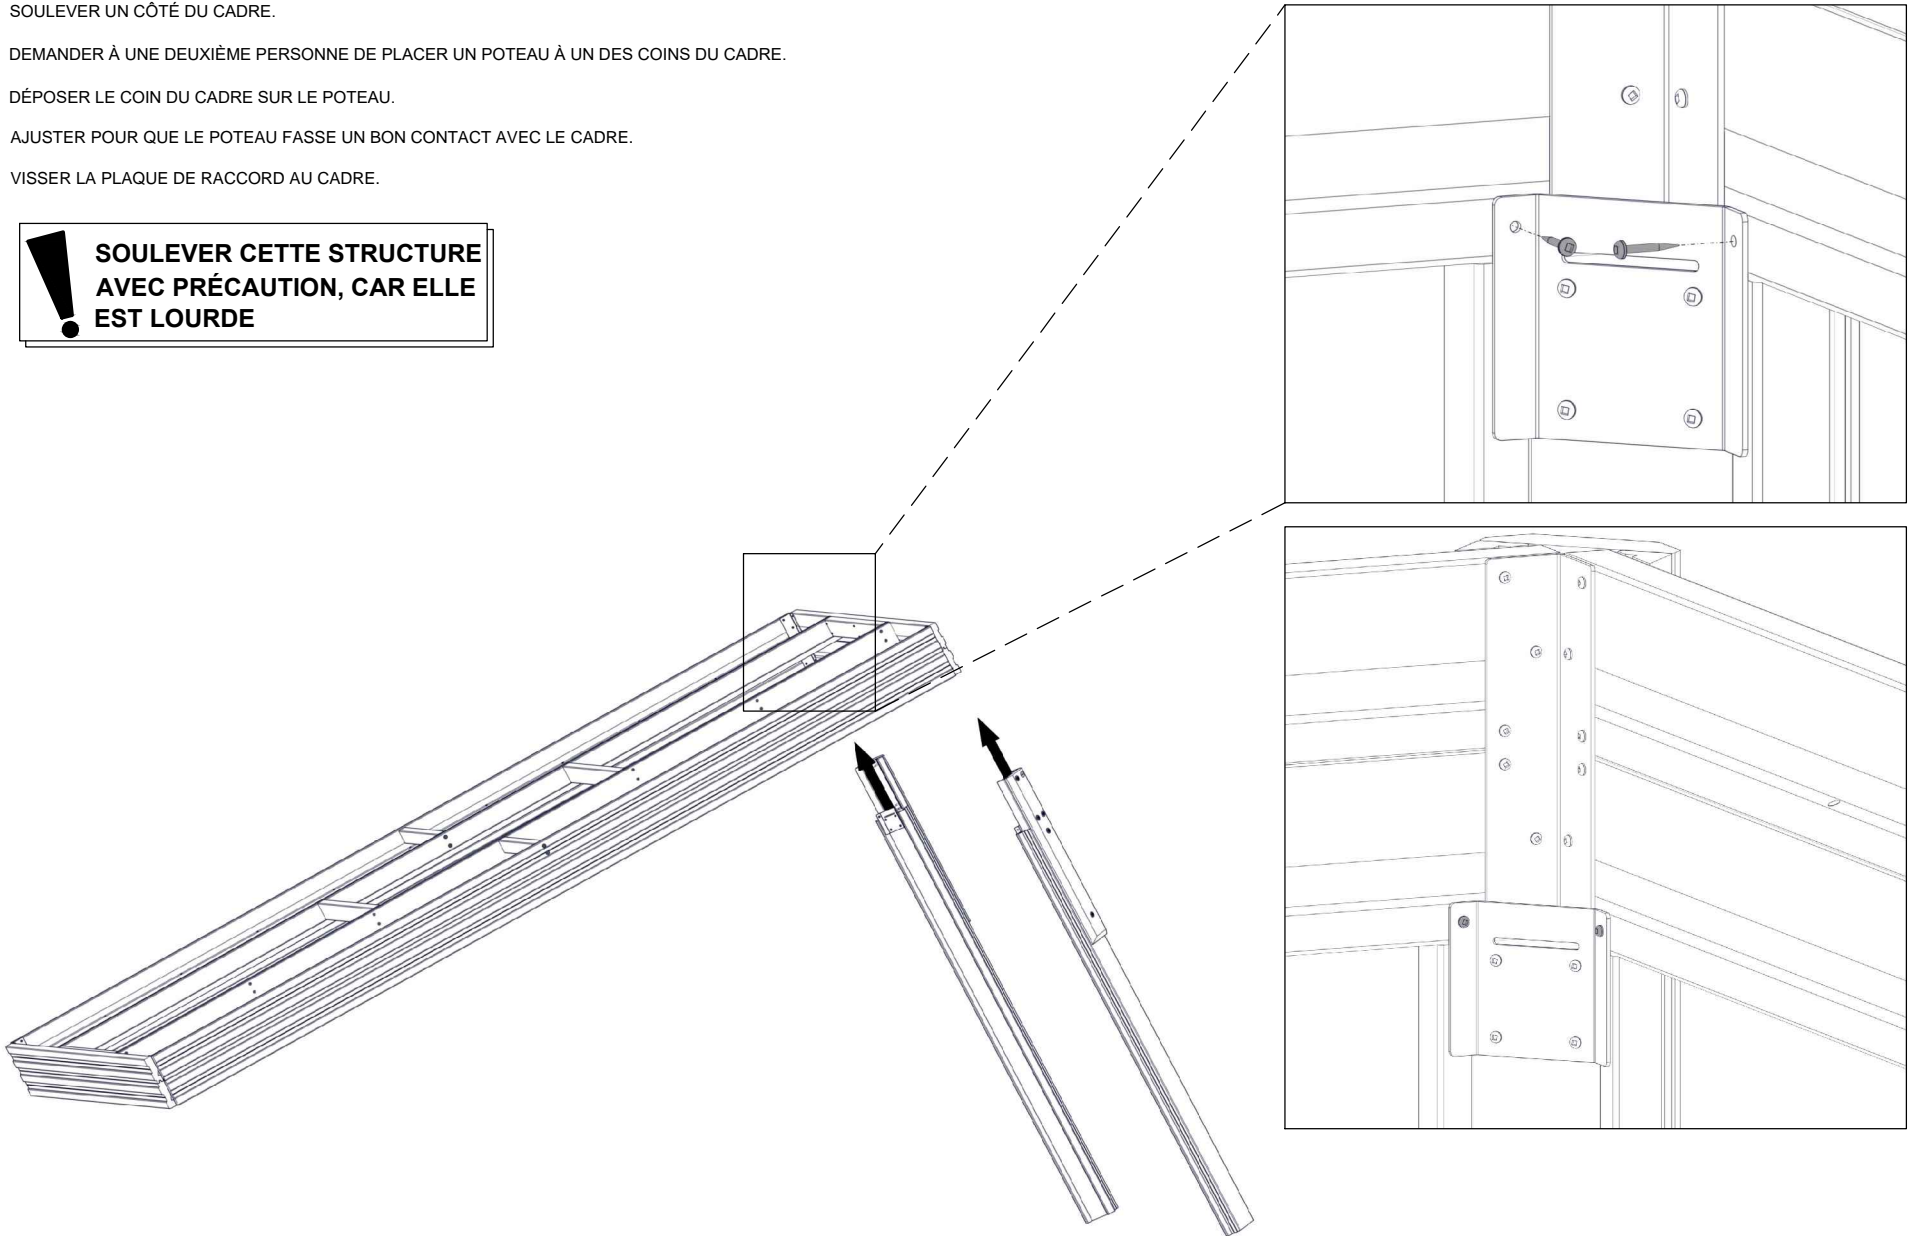 SOULEVER UN CÔTÉ DU CADRE.
DEMANDER À UNE DEUXIÈME PERSONNE DE PLACER UN POTEAU À UN DES COINS DU CADRE.
DÉPOSER LE COIN DU CADRE SUR LE POTEAU.
AJUSTER POUR QUE LE POTEAU FASSE UN BON CONTACT AVEC LE CADRE.
VISSER LA PLAQUE DE RACCORD AU CADRE.
SOULEVER CETTE STRUCTURE
AVEC PRÉCAUTION, CAR ELLE
EST LOURDE